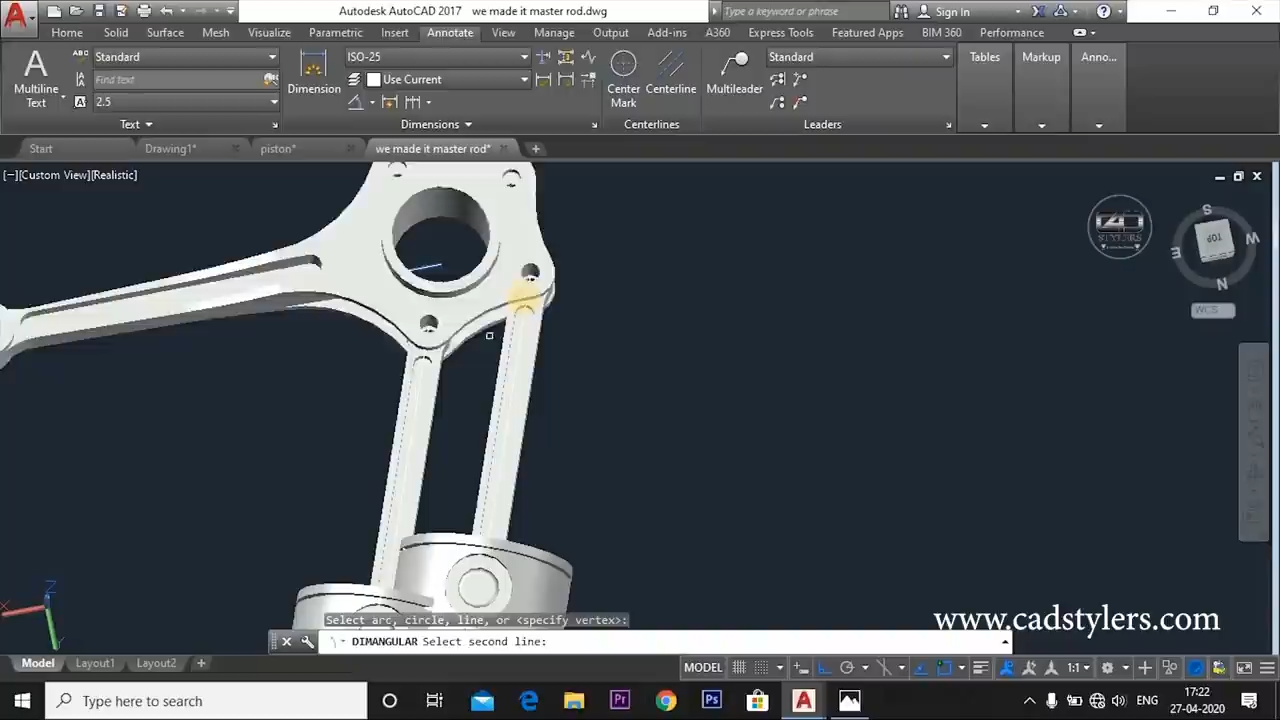 Autodesk AutoCAD 2017 we made it master rod.dwg
Type a keyword or phrase
Sign In
Home Solid Surface Mesh Visualize Parametric Insert Annotate View Manage Output Add-ins A360 Express Tools Featured Apps BIM 360 Performance
Multiline Text
Standard
Find text
2.5
Text
Dimension
ISO-25
Use Current
Dimensions
Center Mark
Centerline
Centerlines
Multileader
Standard
Leaders
Tables
Markup
Anno...
Start Drawing1* piston* we made it master rod*
[−][Custom View][Realistic]
STYLERS
S
E TOP W
N
WCS
Z
X
Y
www.cadstylers.com
Select arc, circle, line, or <specify vertex>:
DIMANGULAR Select second line:
Model Layout1 Layout2 +
MODEL
1:1
Type here to search
Pr
Ps
A
ENG
17:22
27-04-2020